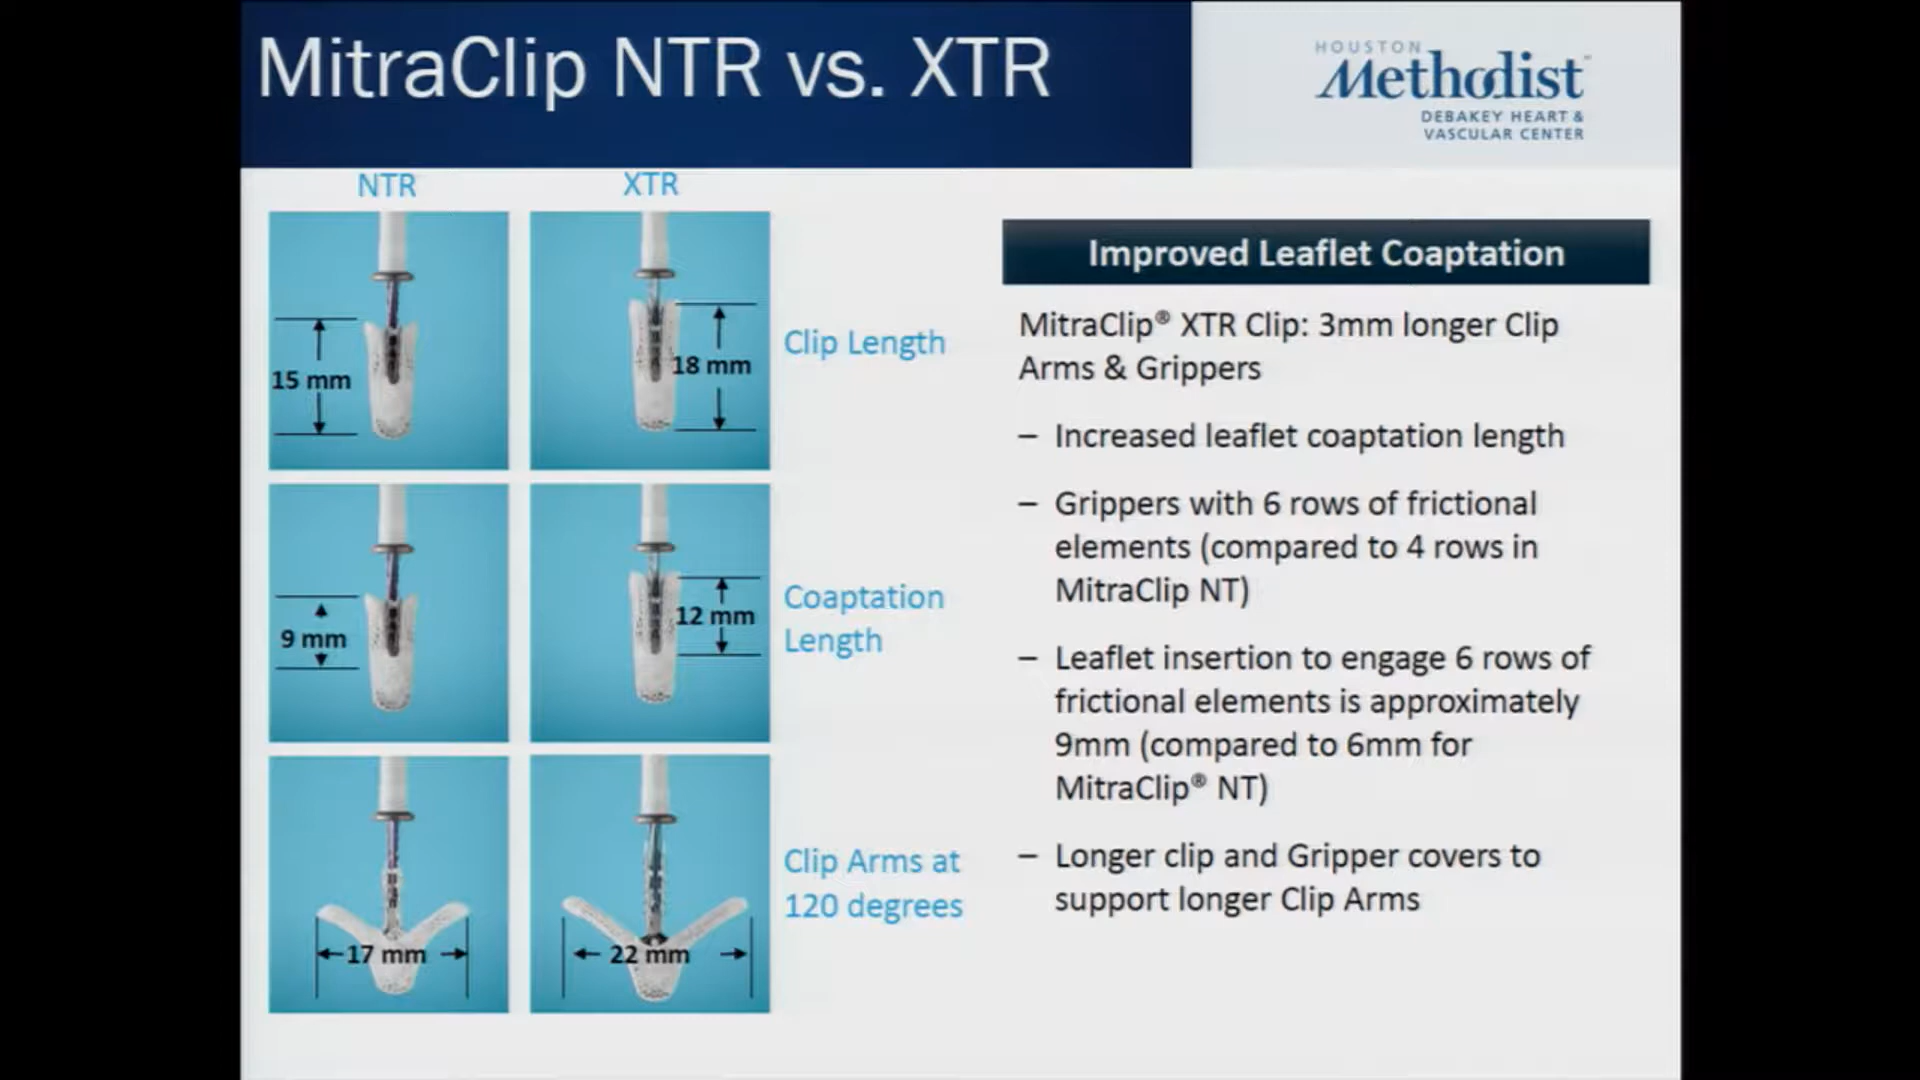 MitraClip NTR vs. XTR
HOUSTON
Methodist
DEBAKEY HEART &
VASCULAR CENTER
NTR
XTR
15 mm
18 mm
Clip Length
9 mm
12 mm
Coaptation
Length
17 mm
22 mm
Clip Arms at
120 degrees
Improved Leaflet Coaptation
MitraClip® XTR Clip: 3mm longer Clip
Arms & Grippers
– Increased leaflet coaptation length
– Grippers with 6 rows of frictional
elements (compared to 4 rows in
MitraClip NT)
– Leaflet insertion to engage 6 rows of
frictional elements is approximately
9mm (compared to 6mm for
MitraClip® NT)
– Longer clip and Gripper covers to
support longer Clip Arms